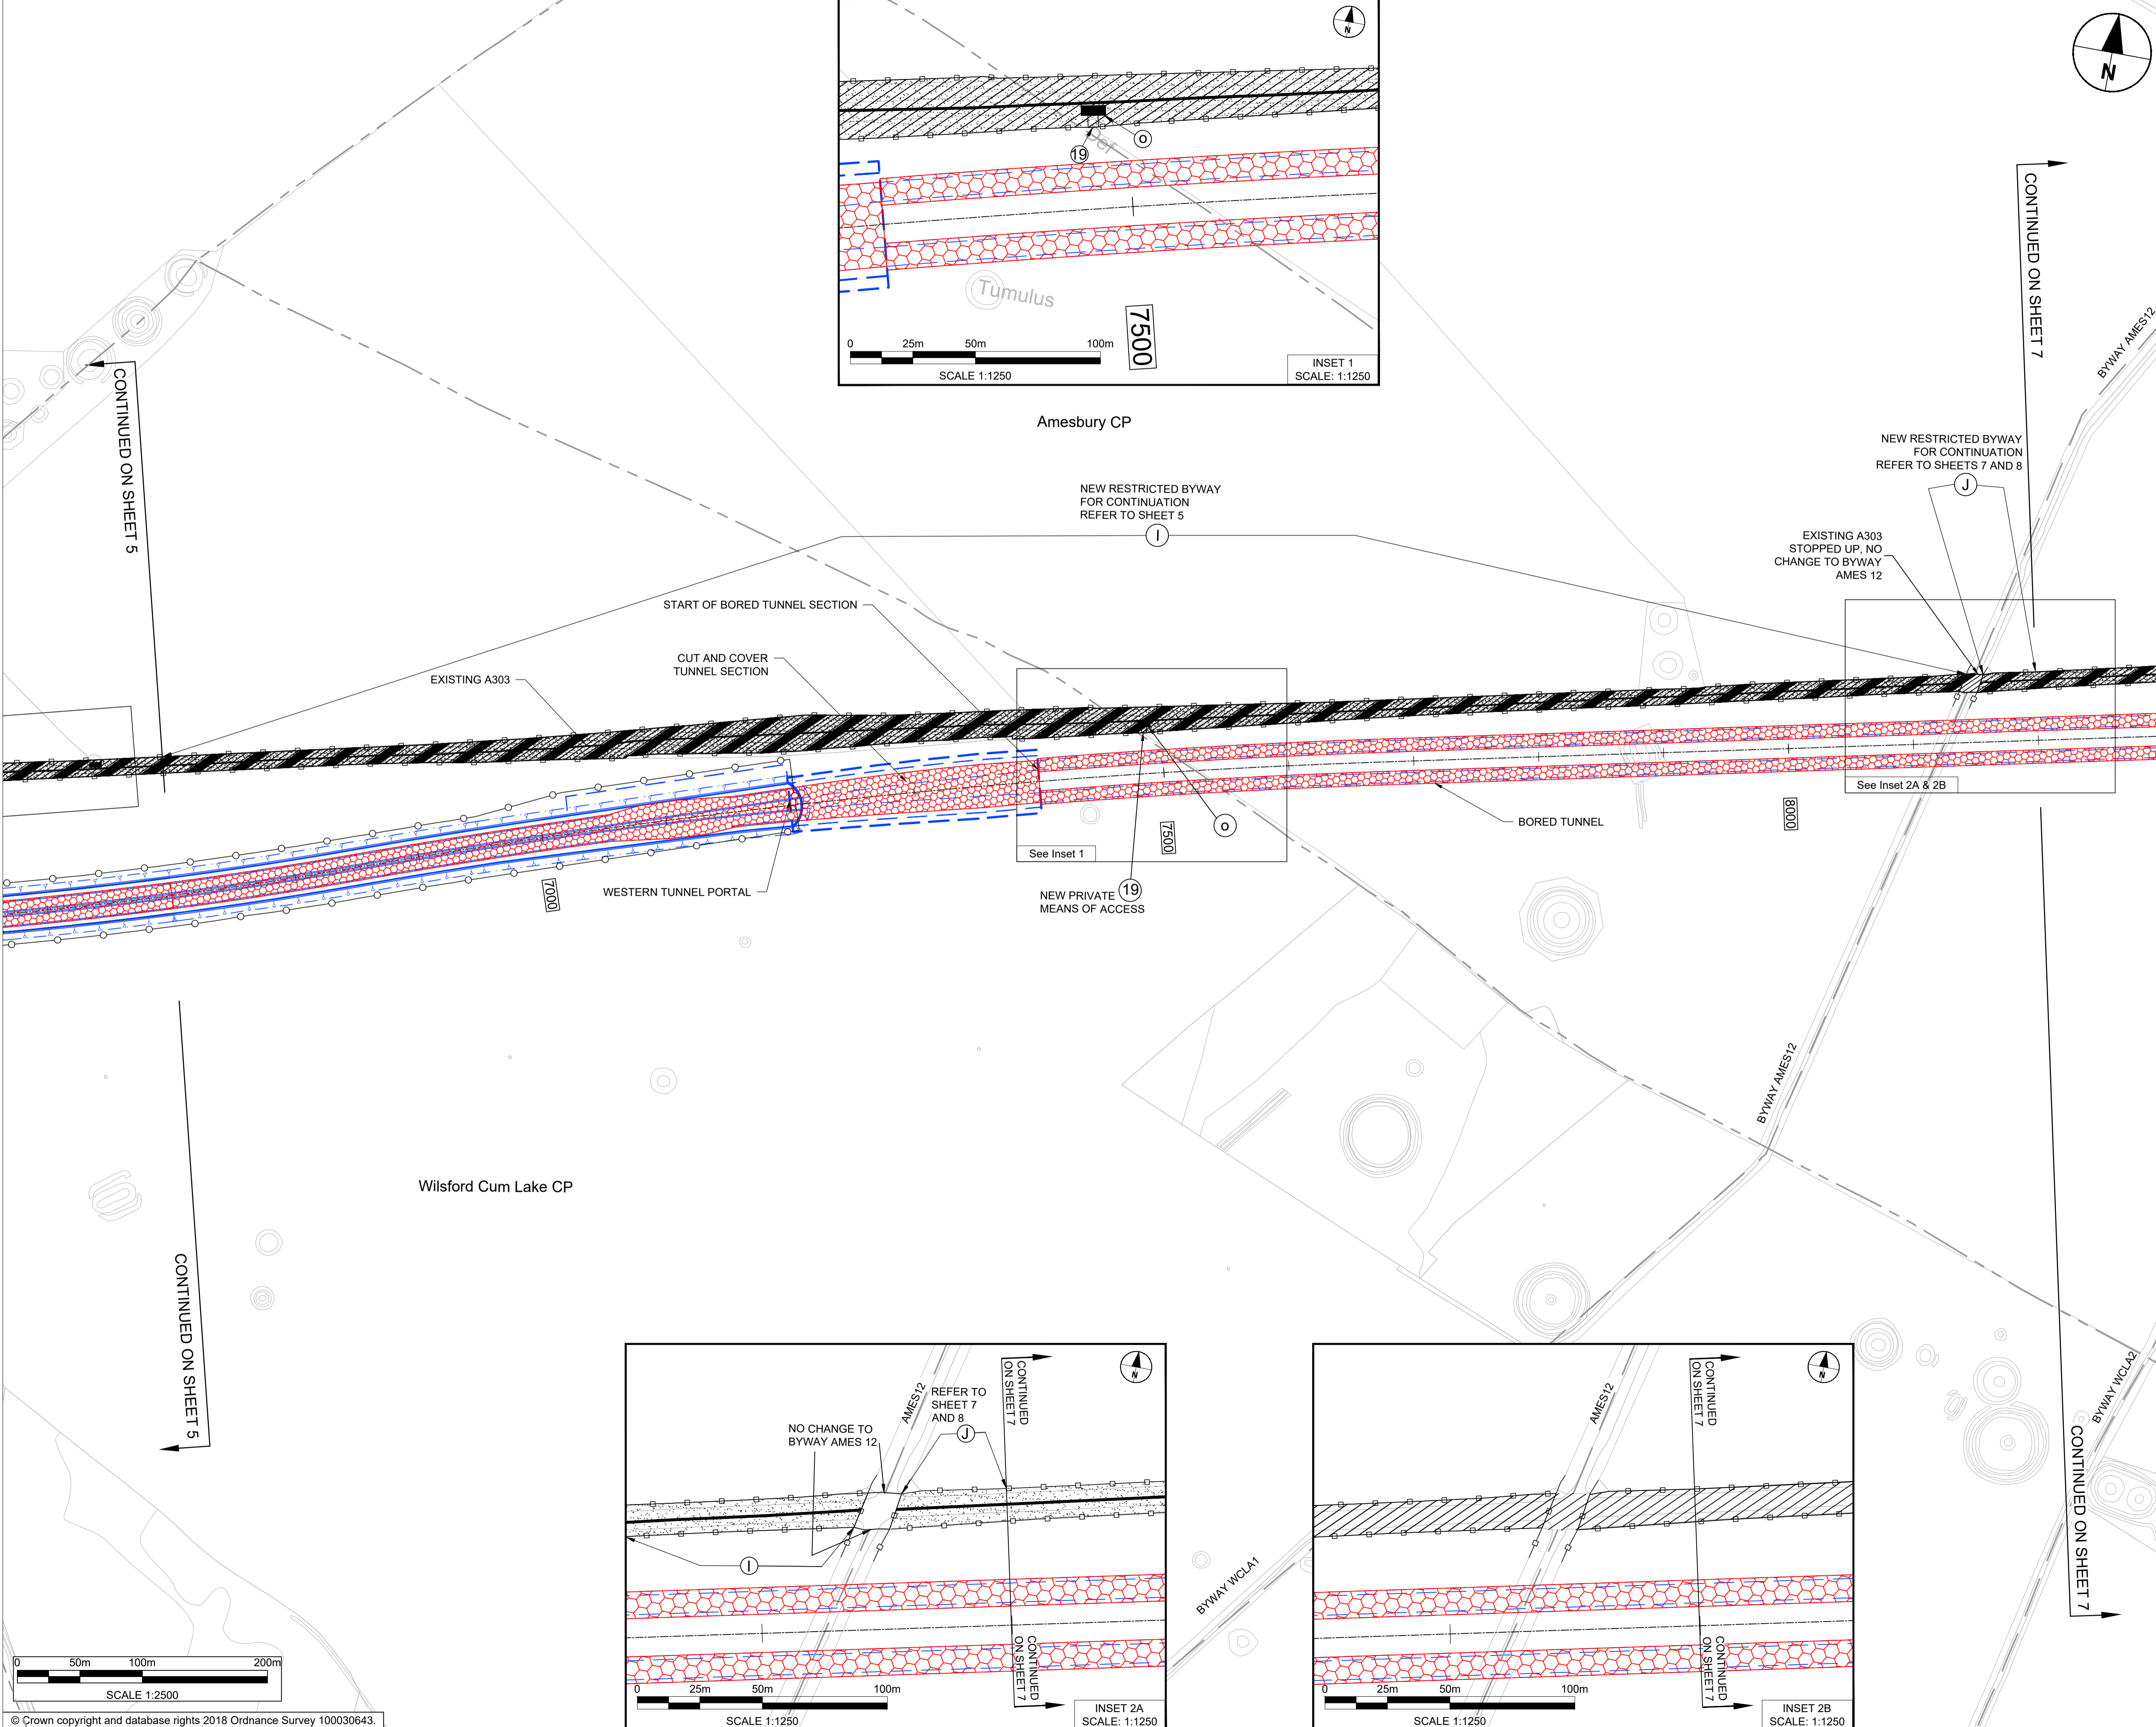 N
N
19
o
Def
Tumulus
7500
0 25m 50m 100m
SCALE 1:1250
INSET 1
SCALE: 1:1250
CONTINUED ON SHEET 7
BYWAY AMES12
CONTINUED ON SHEET 5
Amesbury CP
NEW RESTRICTED BYWAY
FOR CONTINUATION
REFER TO SHEETS 7 AND 8
J
NEW RESTRICTED BYWAY
FOR CONTINUATION
REFER TO SHEET 5
I
EXISTING A303
STOPPED UP, NO
CHANGE TO BYWAY
AMES 12
START OF BORED TUNNEL SECTION
CUT AND COVER
TUNNEL SECTION
EXISTING A303
See Inset 2A & 2B
8000
BORED TUNNEL
o
7500
See Inset 1
WESTERN TUNNEL PORTAL
7000
NEW PRIVATE
MEANS OF ACCESS
19
BYWAY AMES12
Wilsford Cum Lake CP
CONTINUED ON SHEET 5
BYWAY WCLA2
CONTINUED ON SHEET 7
N
CONTINUED
ON SHEET 7
AMES12
REFER TO
SHEET 7
AND 8
J
NO CHANGE TO
BYWAY AMES 12
I
CONTINUED
ON SHEET 7
0 25m 50m 100m
SCALE 1:1250
INSET 2A
SCALE: 1:1250
BYWAY WCLA1
N
CONTINUED
ON SHEET 7
AMES12
CONTINUED
ON SHEET 7
0 25m 50m 100m
SCALE 1:1250
INSET 2B
SCALE: 1:1250
0 50m 100m 200m
SCALE 1:2500
© Crown copyright and database rights 2018 Ordnance Survey 100030643.